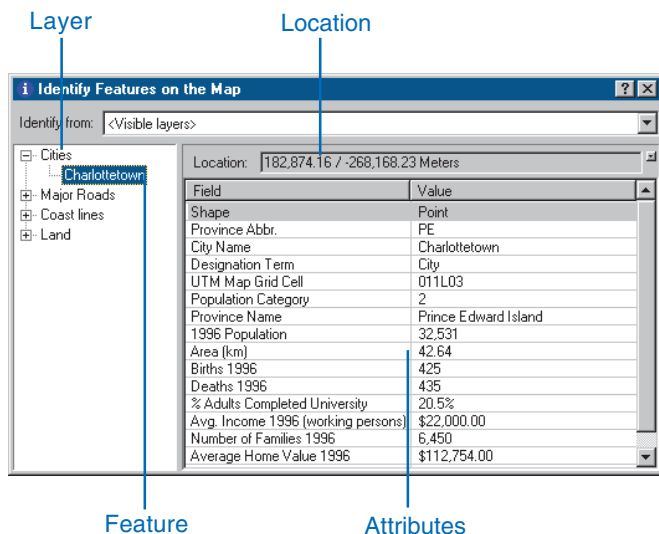 Layer
Location
i Identify Features on the Map
Identify from: <Visible layers>
Cities
Charlottetown
Major Roads
Coast lines
Land
Location: 182,874.16 / -268,168.23 Meters
Field Value
Shape Point
Province Abbr. PE
City Name Charlottetown
Designation Term City
UTM Map Grid Cell 011L03
Population Category 2
Province Name Prince Edward Island
1996 Population 32,531
Area (km) 42.64
Births 1996 425
Deaths 1996 435
% Adults Completed University 20.5%
Avg. Income 1996 (working persons) $22,000.00
Number of Families 1996 6,450
Average Home Value 1996 $112,754.00
Feature
Attributes